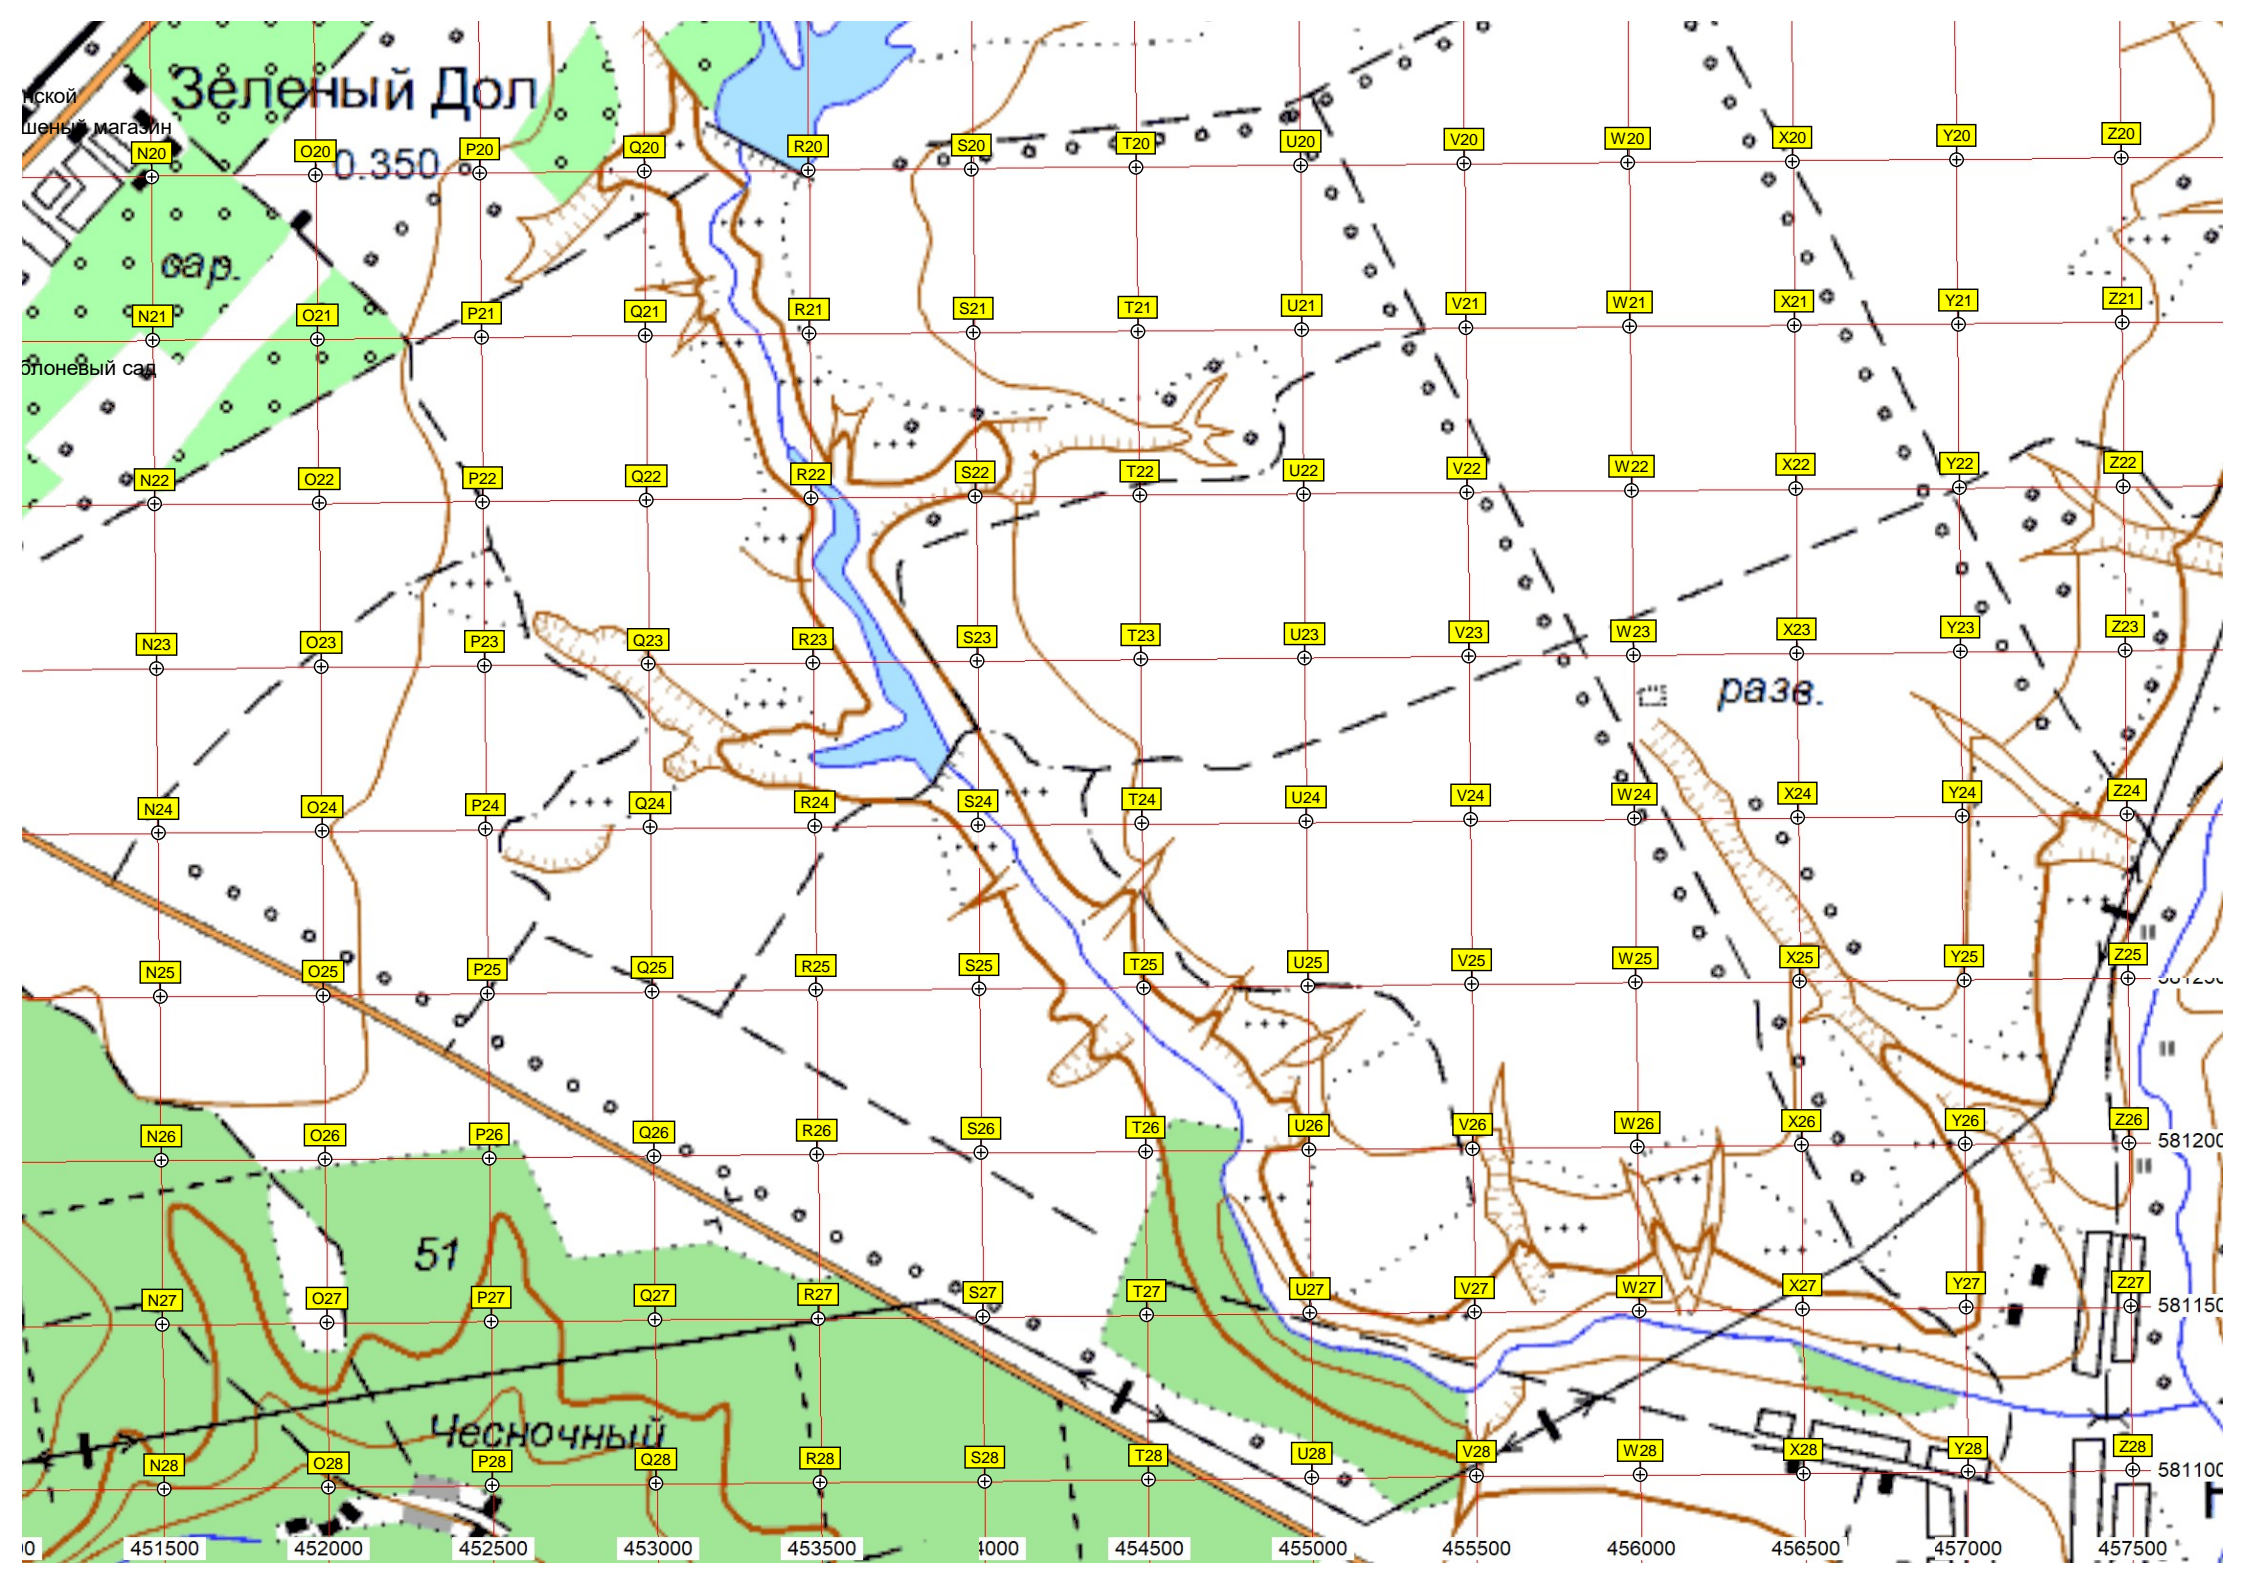 Зеленый Дол
нской
шеный магазин
0.350
N20 O20 P20 Q20 R20 S20 T20 U20 V20 W20 X20 Y20 Z20
сар.
N21 O21 P21 Q21 R21 S21 T21 U21 V21 W21 X21 Y21 Z21
блоневый сад
N22 O22 P22 Q22 R22 S22 T22 U22 V22 W22 X22 Y22 Z22
N23 O23 P23 Q23 R23 S23 T23 U23 V23 W23 X23 Y23 Z23
разв.
N24 O24 P24 Q24 R24 S24 T24 U24 V24 W24 X24 Y24 Z24
N25 O25 P25 Q25 R25 S25 T25 U25 V25 W25 X25 Y25 Z25
N26 O26 P26 Q26 R26 S26 T26 U26 V26 W26 X26 Y26 Z26
581200
51
N27 O27 P27 Q27 R27 S27 T27 U27 V27 W27 X27 Y27 Z27
581150
Чесночный
N28 O28 P28 Q28 R28 S28 T28 U28 V28 W28 X28 Y28 Z28
581100
451500 452000 452500 453000 453500 4000 454500 455000 455500 456000 456500 457000 457500